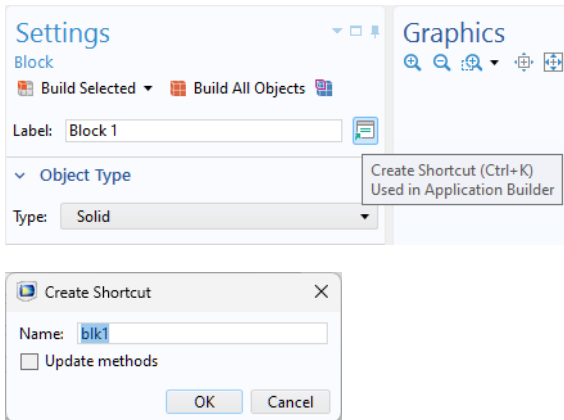 Settings
Block
Build Selected
Build All Objects
Label: Block 1
Object Type
Type: Solid
Graphics
Create Shortcut (Ctrl+K)
Used in Application Builder
Create Shortcut
Name: blk1
Update methods
OK Cancel